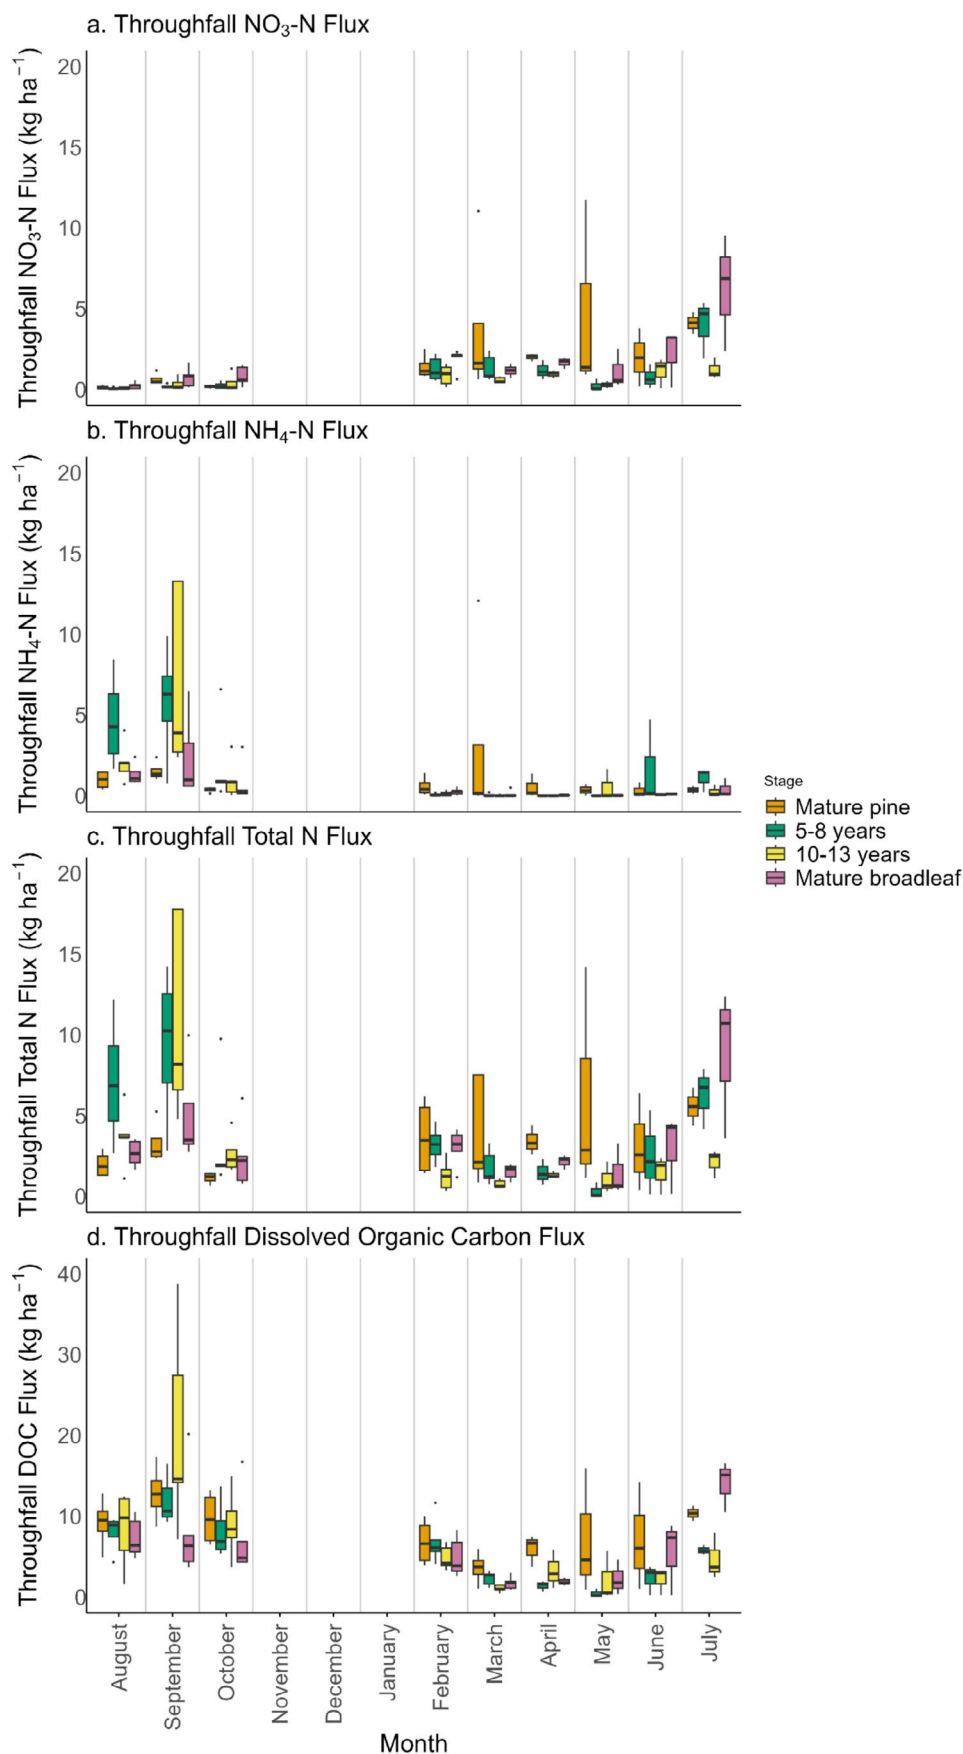 a. Throughfall NO₃-N Flux
Throughfall NO₃-N Flux (kg ha⁻¹)
20
15
10
5
0
b. Throughfall NH₄-N Flux
Throughfall NH₄-N Flux (kg ha⁻¹)
20
15
10
5
0
Stage
Mature pine
5-8 years
10-13 years
Mature broadleaf
c. Throughfall Total N Flux
Throughfall Total N Flux (kg ha⁻¹)
20
15
10
5
0
d. Throughfall Dissolved Organic Carbon Flux
Throughfall DOC Flux (kg ha⁻¹)
40
30
20
10
0
August
September
October
November
December
January
February
March
April
May
June
July
Month